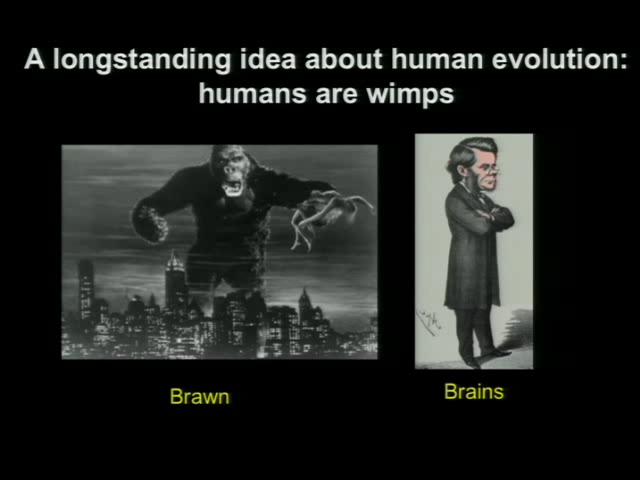 A longstanding idea about human evolution:
humans are wimps
Brawn
Brains